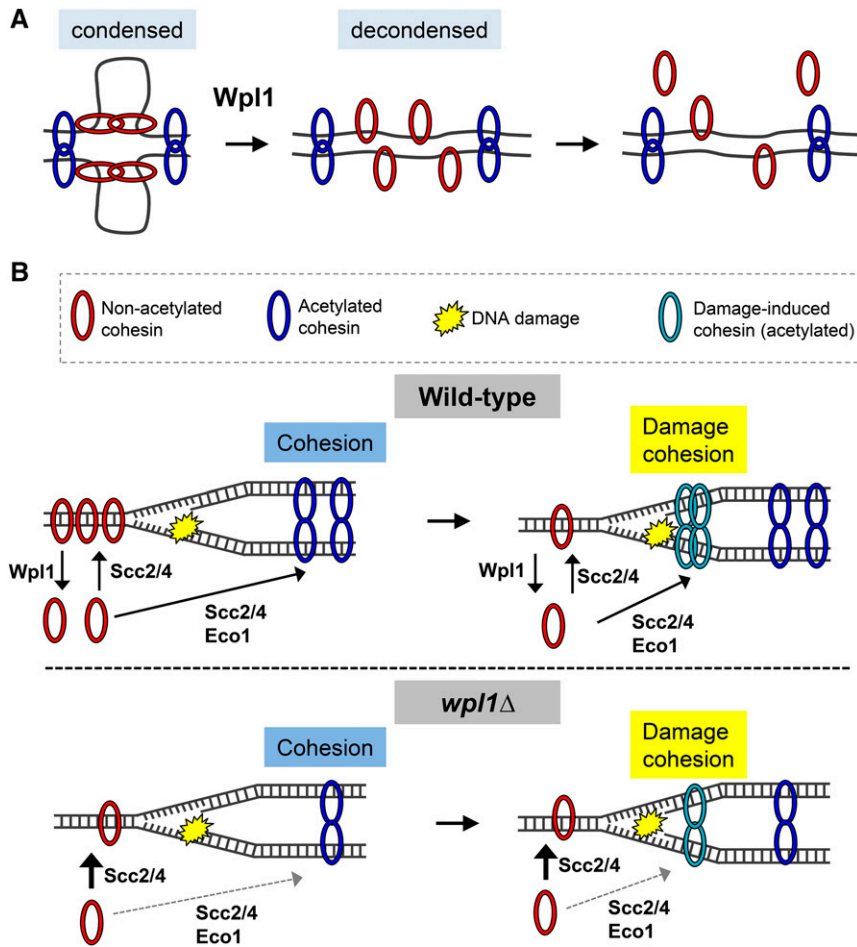 A
condensed
decondensed
Wpl1
B
Non-acetylated
cohesin
Acetylated
cohesin
DNA damage
Damage-induced
cohesin (acetylated)
Wild-type
Cohesion
Damage
cohesion
Wpl1
Scc2/4
Scc2/4
Eco1
Wpl1
Scc2/4
Scc2/4
Eco1
wpl1Δ
Cohesion
Damage
cohesion
Scc2/4
Scc2/4
Eco1
Scc2/4
Scc2/4
Eco1